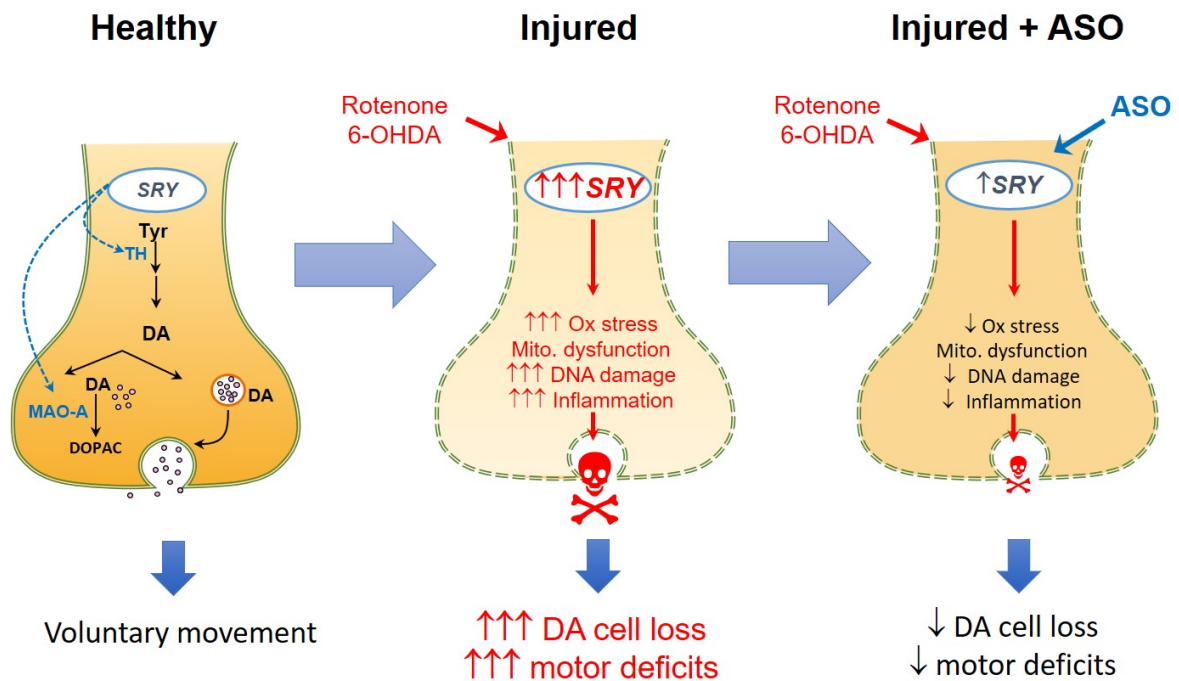 Healthy
SRY
Tyr
TH
DA
DA
DA
MAO-A
DOPAC
Voluntary movement
Injured
Rotenone
6-OHDA
↑↑↑SRY
↑↑↑ Ox stress
Mito. dysfunction
↑↑↑ DNA damage
↑↑↑ Inflammation
↑↑↑ DA cell loss
↑↑↑ motor deficits
Injured + ASO
Rotenone
6-OHDA
ASO
↑SRY
↓ Ox stress
Mito. dysfunction
↓ DNA damage
↓ Inflammation
↓ DA cell loss
↓ motor deficits